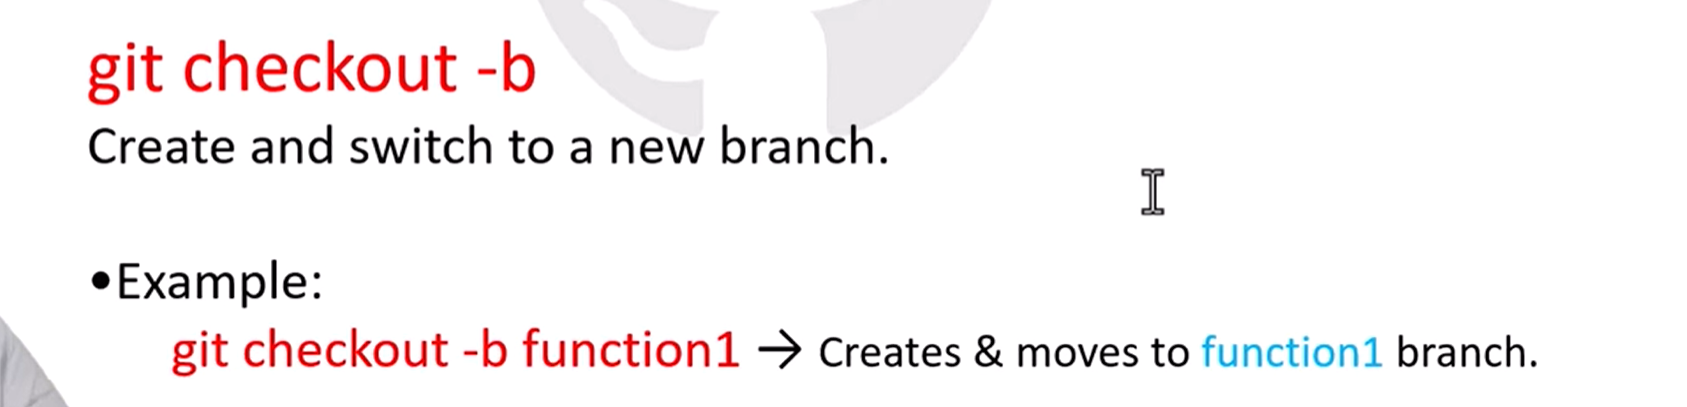 git checkout -b
Create and switch to a new branch.
•Example:
git checkout -b function1 → Creates & moves to function1 branch.